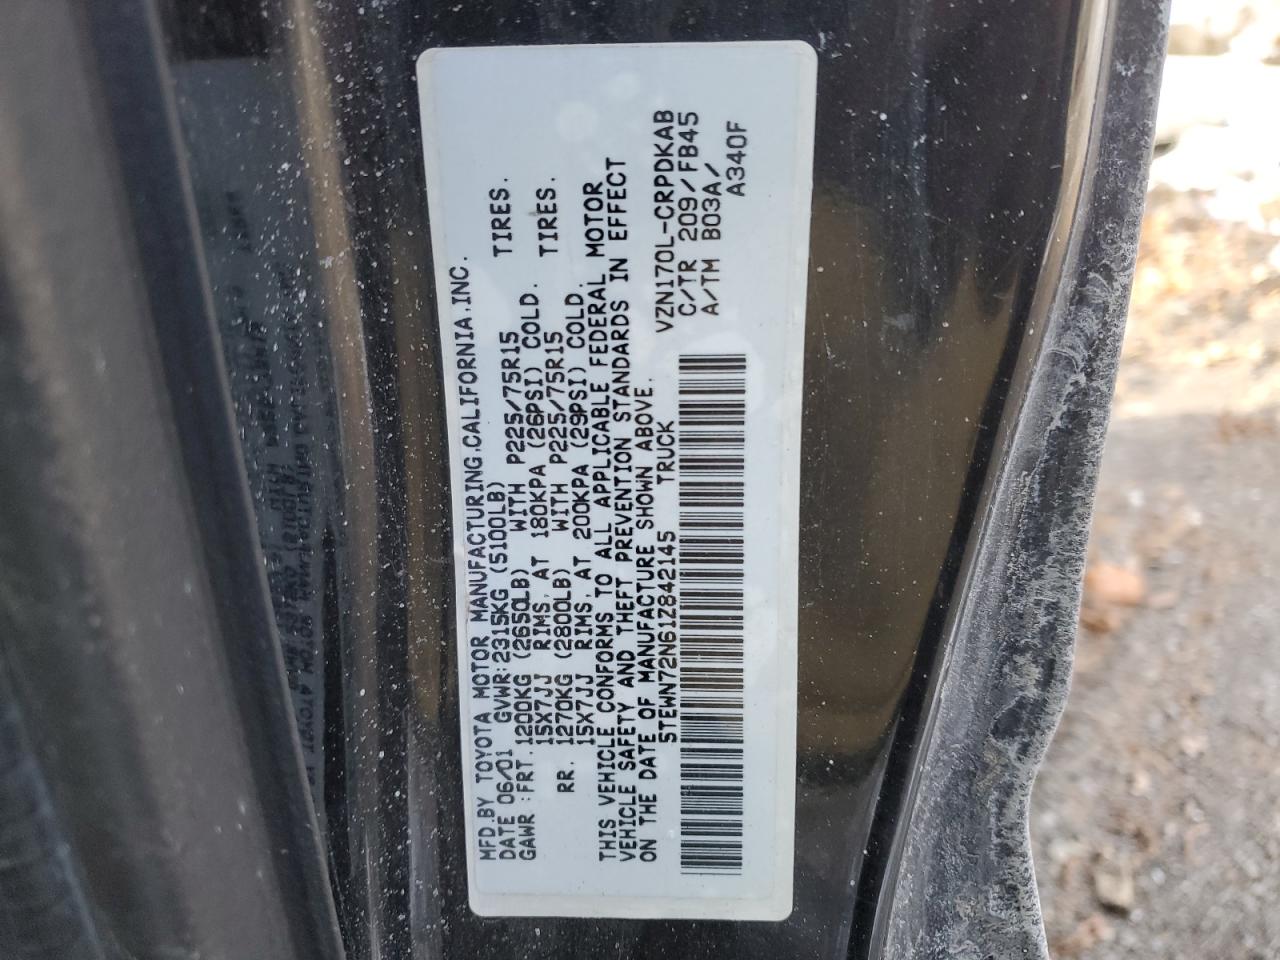 MFD.BY TOYOTA MOTOR MANUFACTURING,CALIFORNIA,INC.
DATE 06/01 GVWR:2315KG (5100LB)
GAWR :FRT. 1200KG (2650LB) WITH P225/75R15 TIRES.
15X7JJ RIMS, AT 180KPA (26PSI) COLD.
RR. 1270KG (2800LB) WITH P225/75R15 TIRES.
15X7JJ RIMS, AT 200KPA (29PSI) COLD.
THIS VEHICLE CONFORMS TO ALL APPLICABLE FEDERAL MOTOR
VEHICLE SAFETY AND THEFT PREVENTION STANDARDS IN EFFECT
ON THE DATE OF MANUFACTURE SHOWN ABOVE.
5TEWN72N61Z842145 TRUCK
VZN170L-CRPDKAB
C/TR 209/FB45
A/TM B03A/
A340F